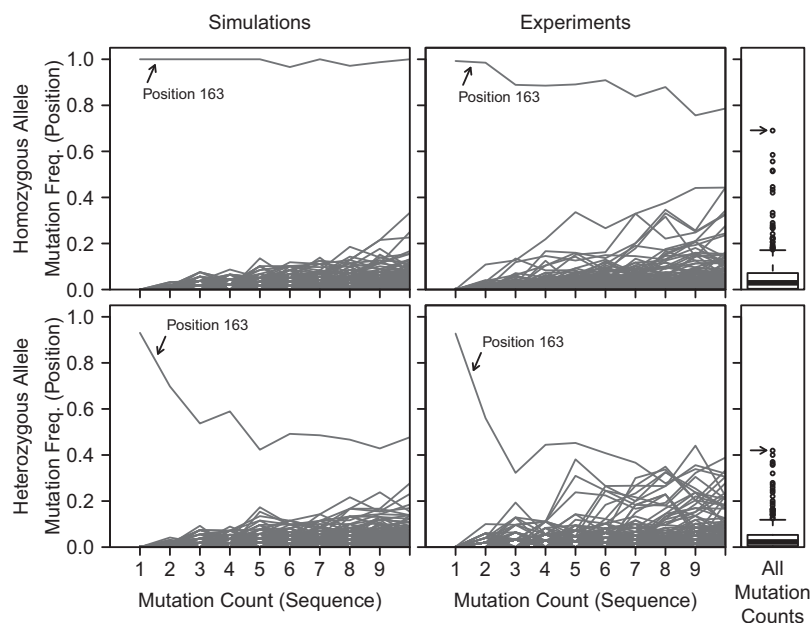 Simulations
Experiments
Homozygous Allele
Mutation Freq. (Position)
1.0
0.8
0.6
0.4
0.2
0.0
Position 163
Position 163
Heterozygous Allele
Mutation Freq. (Position)
1.0
0.8
0.6
0.4
0.2
0.0
Position 163
Position 163
1 2 3 4 5 6 7 8 9
1 2 3 4 5 6 7 8 9
Mutation Count (Sequence)
Mutation Count (Sequence)
All
Mutation
Counts